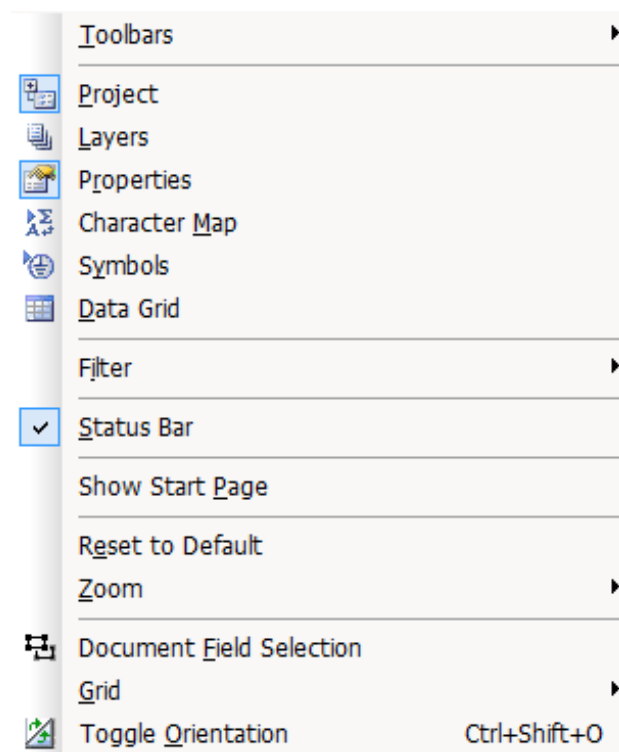 Toolbars
Project
Layers
Properties
Character Map
Symbols
Data Grid
Filter
Status Bar
Show Start Page
Reset to Default
Zoom
Document Field Selection
Grid
Toggle Orientation Ctrl+Shift+O